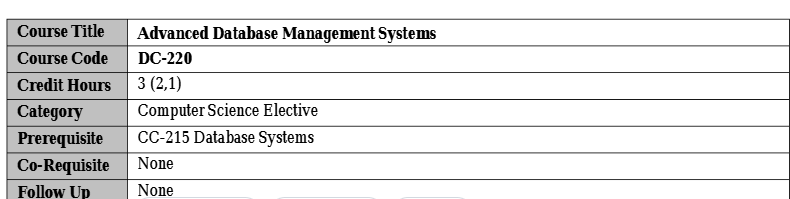 Course Title Advanced Database Management Systems
Course Code DC-220
Credit Hours 3 (2,1)
Category Computer Science Elective
Prerequisite CC-215 Database Systems
Co-Requisite None
Follow Up None